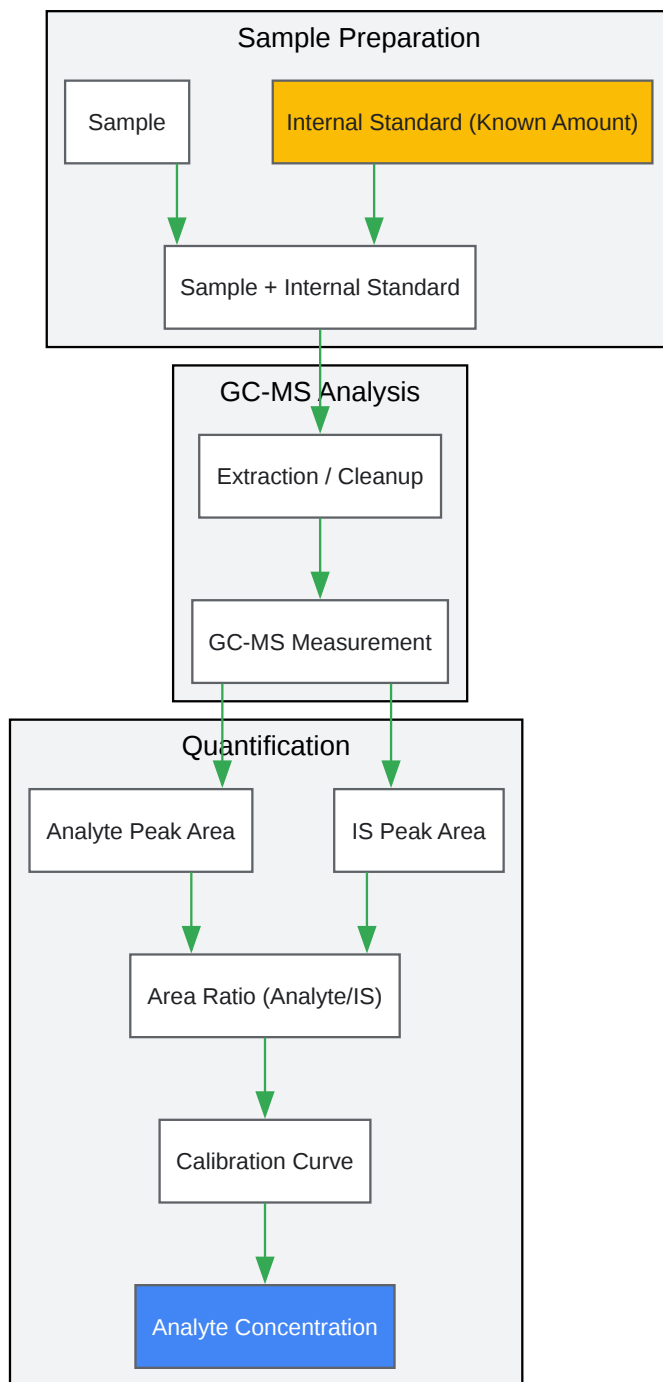 Sample Preparation
Sample
Internal Standard (Known Amount)
Sample + Internal Standard
GC-MS Analysis
Extraction / Cleanup
GC-MS Measurement
Quantification
Analyte Peak Area
IS Peak Area
Area Ratio (Analyte/IS)
Calibration Curve
Analyte Concentration